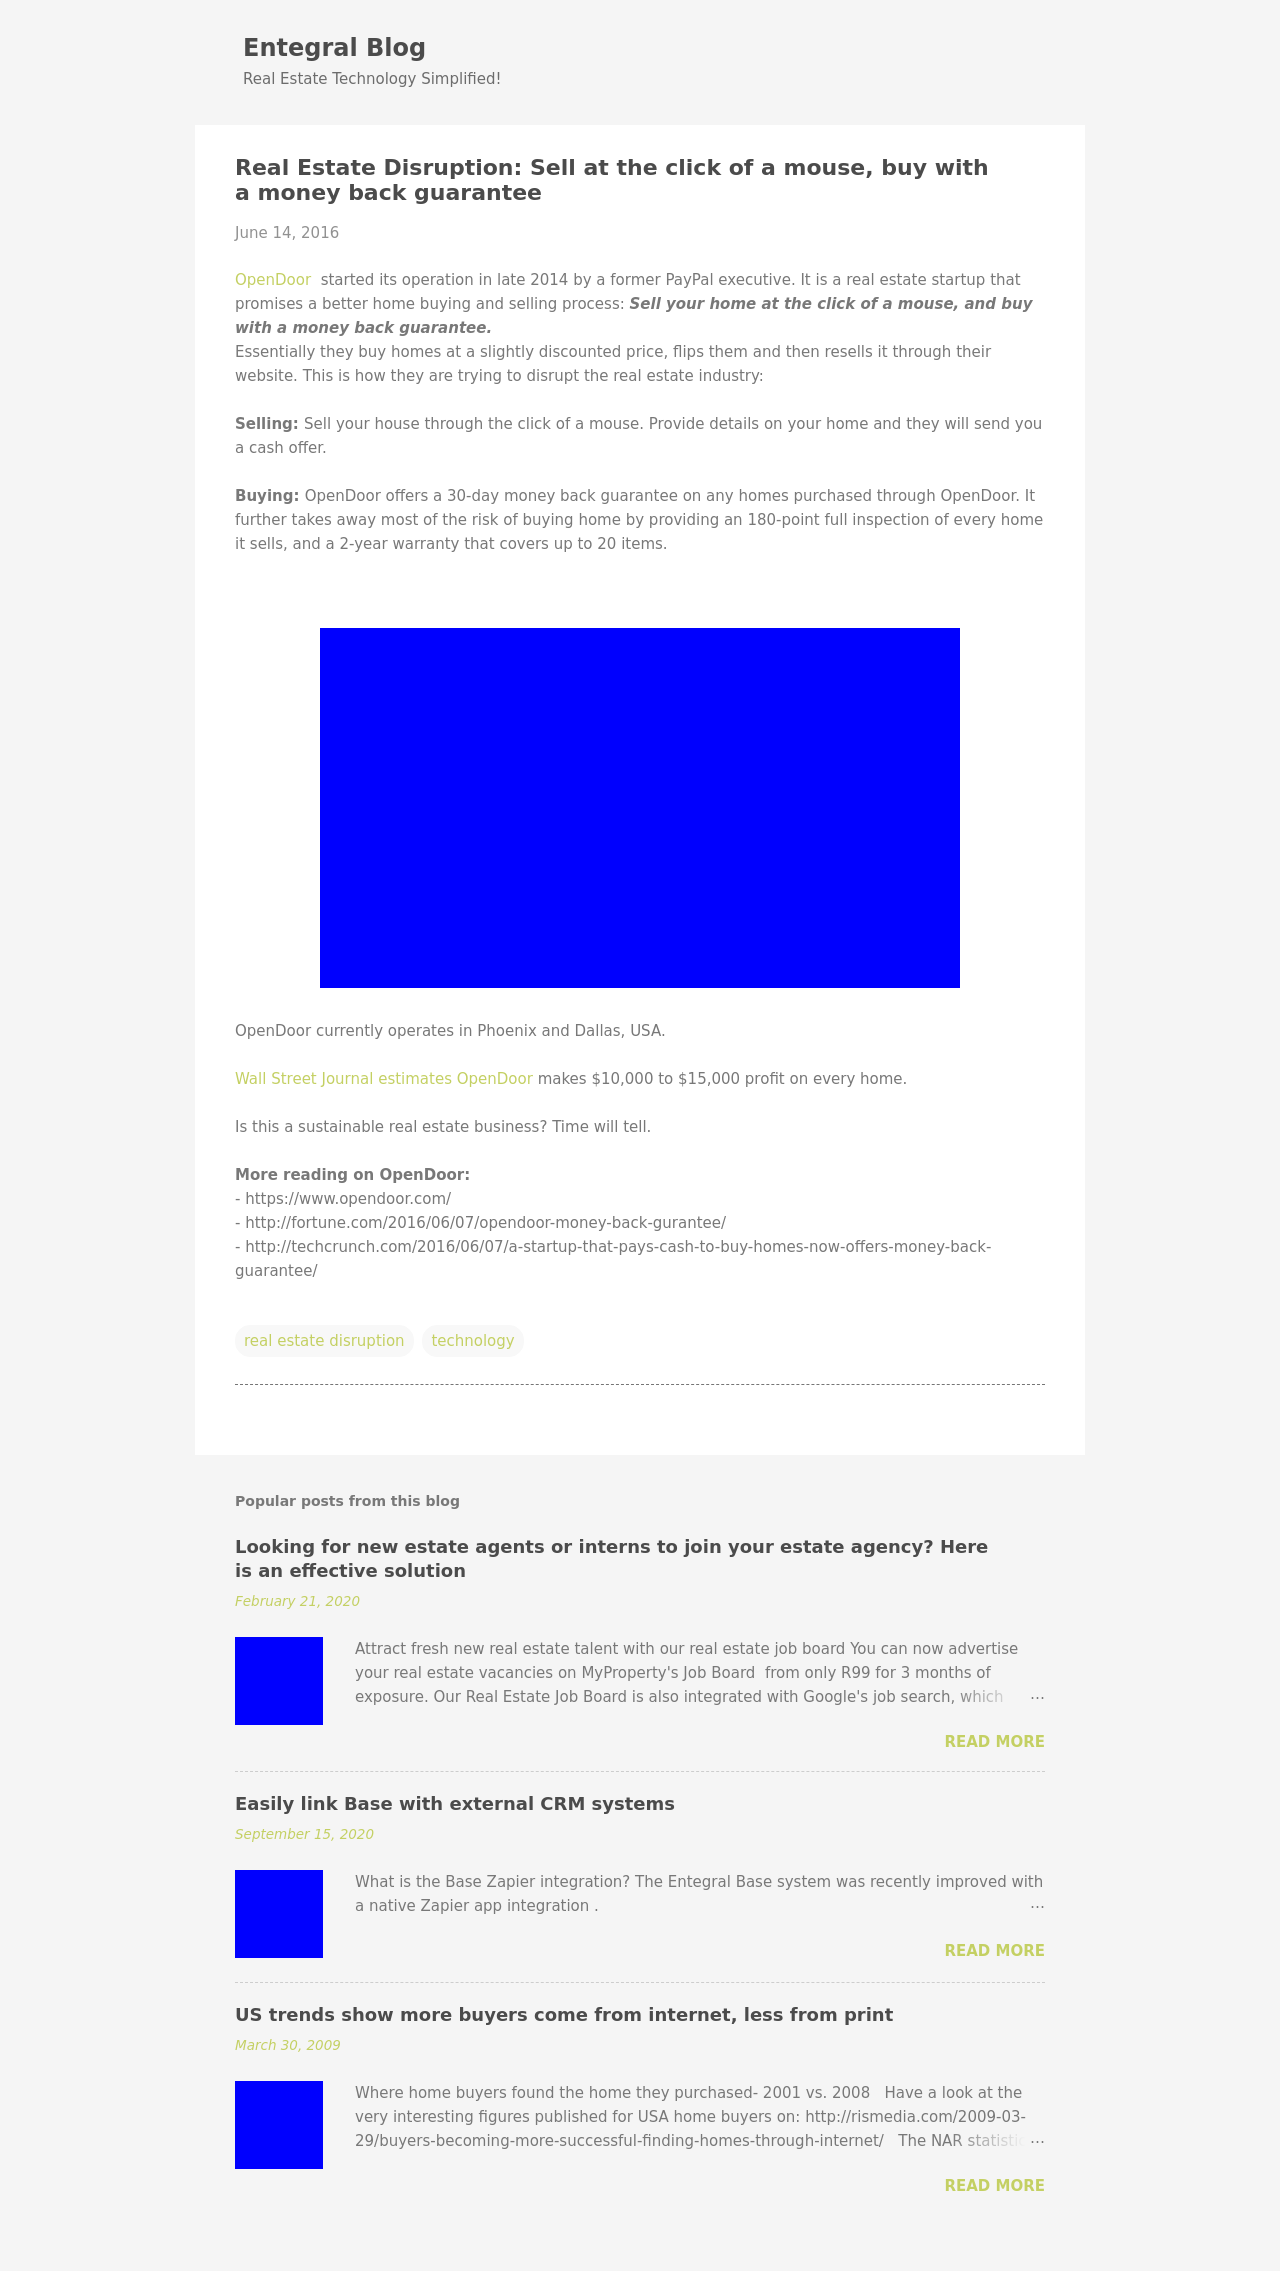 Entegral Blog
Real Estate Technology Simplified!
Real Estate Disruption: Sell at the click of a mouse, buy with
a money back guarantee
June 14, 2016
OpenDoor  started its operation in late 2014 by a former PayPal executive. It is a real estate startup that
promises a better home buying and selling process: Sell your home at the click of a mouse, and buy
with a money back guarantee.
Essentially they buy homes at a slightly discounted price, flips them and then resells it through their
website. This is how they are trying to disrupt the real estate industry:
Selling: Sell your house through the click of a mouse. Provide details on your home and they will send you
a cash offer.
Buying: OpenDoor offers a 30-day money back guarantee on any homes purchased through OpenDoor. It
further takes away most of the risk of buying home by providing an 180-point full inspection of every home
it sells, and a 2-year warranty that covers up to 20 items.
OpenDoor currently operates in Phoenix and Dallas, USA.
Wall Street Journal estimates OpenDoor makes $10,000 to $15,000 profit on every home.
Is this a sustainable real estate business? Time will tell.
More reading on OpenDoor:
- https://www.opendoor.com/
- http://fortune.com/2016/06/07/opendoor-money-back-gurantee/
- http://techcrunch.com/2016/06/07/a-startup-that-pays-cash-to-buy-homes-now-offers-money-back-
guarantee/
real estate disruption technology
Popular posts from this blog
Looking for new estate agents or interns to join your estate agency? Here
is an effective solution
February 21, 2020
Attract fresh new real estate talent with our real estate job board You can now advertise
your real estate vacancies on MyProperty's Job Board  from only R99 for 3 months of
exposure. Our Real Estate Job Board is also integrated with Google's job search, which …
READ MORE
Easily link Base with external CRM systems
September 15, 2020
What is the Base Zapier integration? The Entegral Base system was recently improved with
a native Zapier app integration . …
READ MORE
US trends show more buyers come from internet, less from print
March 30, 2009
Where home buyers found the home they purchased- 2001 vs. 2008   Have a look at the
very interesting figures published for USA home buyers on: http://rismedia.com/2009-03-
29/buyers-becoming-more-successful-finding-homes-through-internet/   The NAR statistic …
READ MORE